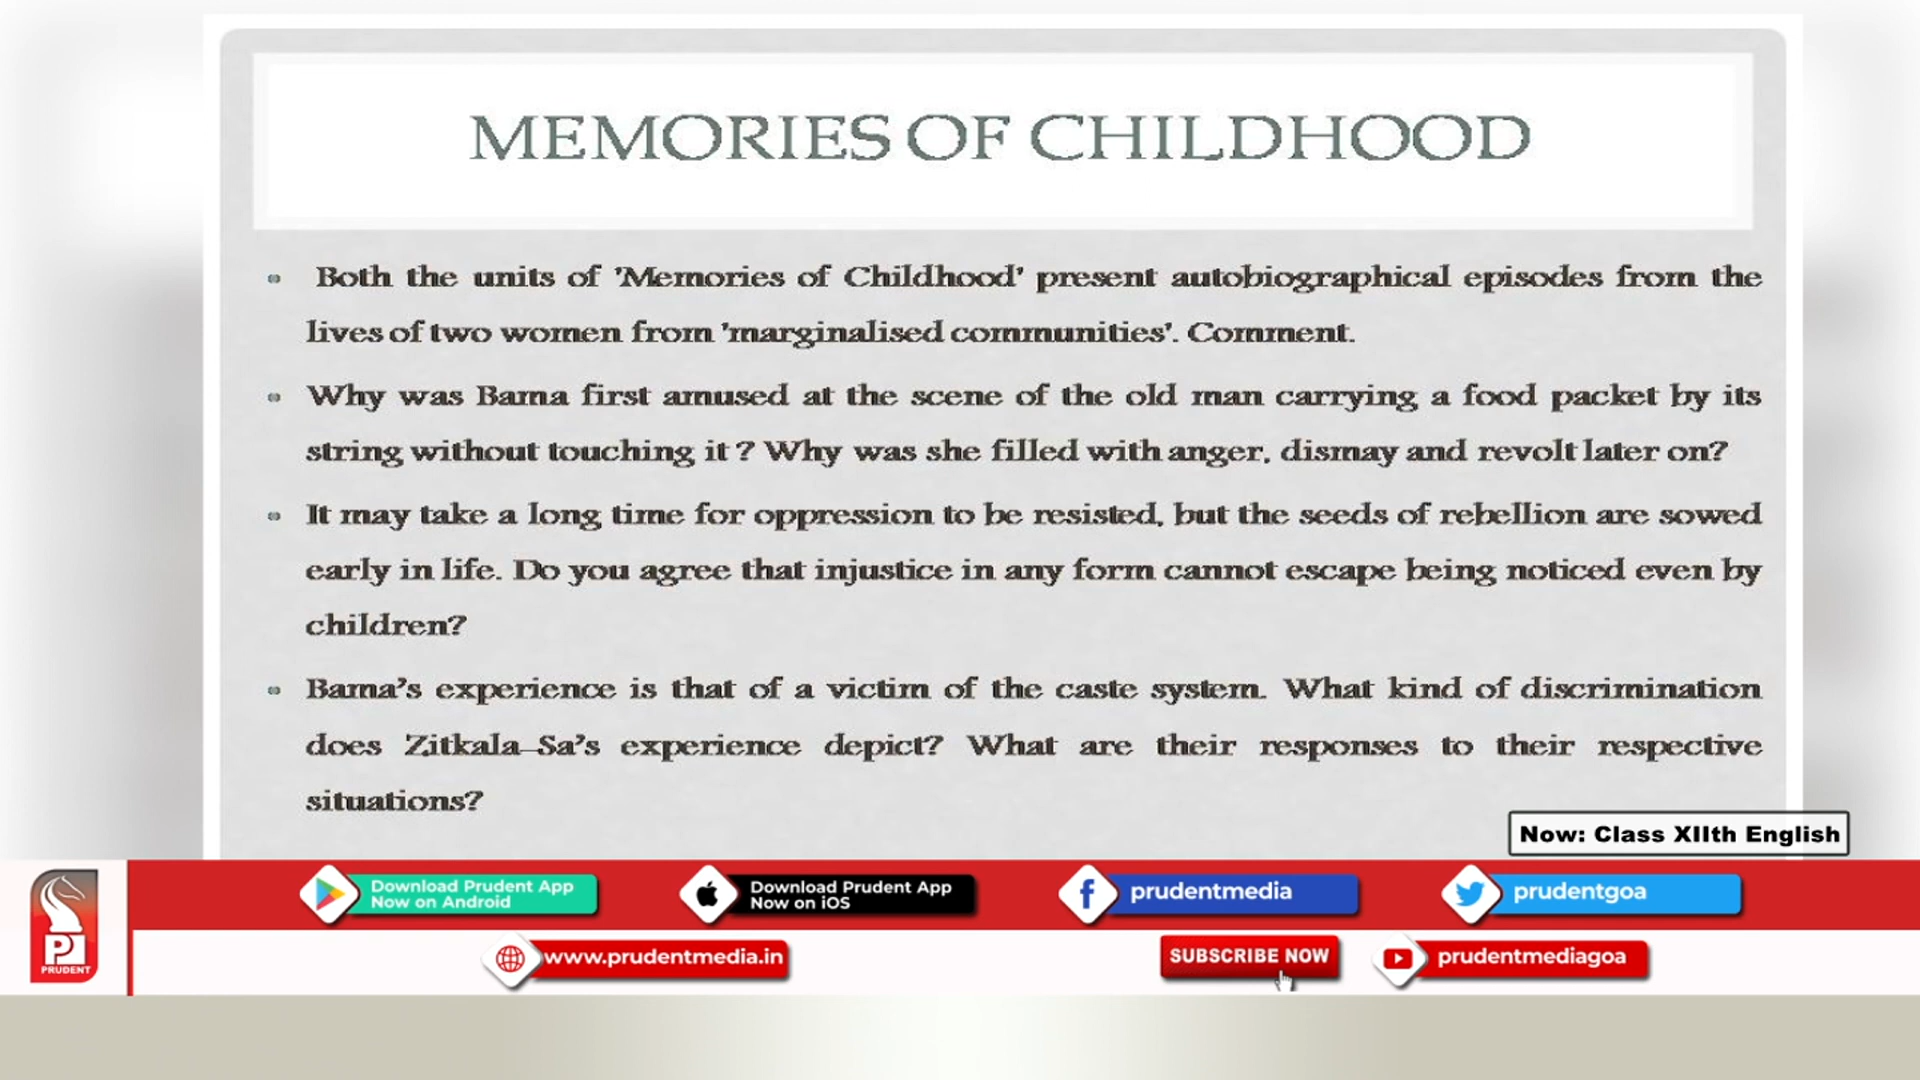 MEMORIES OF CHILDHOOD
Both the units of 'Memories of Childhood' present autobiographical episodes from the
lives of two women from 'marginalised communities'. Comment.
Why was Bama first amused at the scene of the old man carrying a food packet by its
string without touching it ? Why was she filled with anger, dismay and revolt later on?
It may take a long time for oppression to be resisted, but the seeds of rebellion are sowed
early in life. Do you agree that injustice in any form cannot escape being noticed even by
children?
Bama's experience is that of a victim of the caste system. What kind of discrimination
does Zitkala–Sa's experience depict? What are their responses to their respective
situations?
Now: Class XIIth English
Download Prudent App
Now on Android
Download Prudent App
Now on iOS
prudentmedia
prudentgoa
PRUDENT
www.prudentmedia.in
SUBSCRIBE NOW
prudentmediagoa